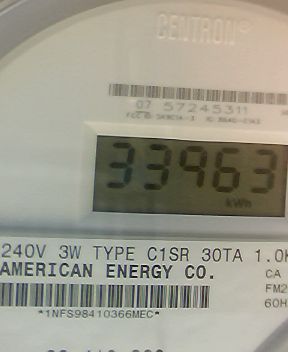 CENTRON®
07 57245311
33963
kWh
240V 3W TYPE C1SR 30TA 1.0K
AMERICAN ENERGY CO.
CA
FM2
60H
*1NFS98410366MEC*